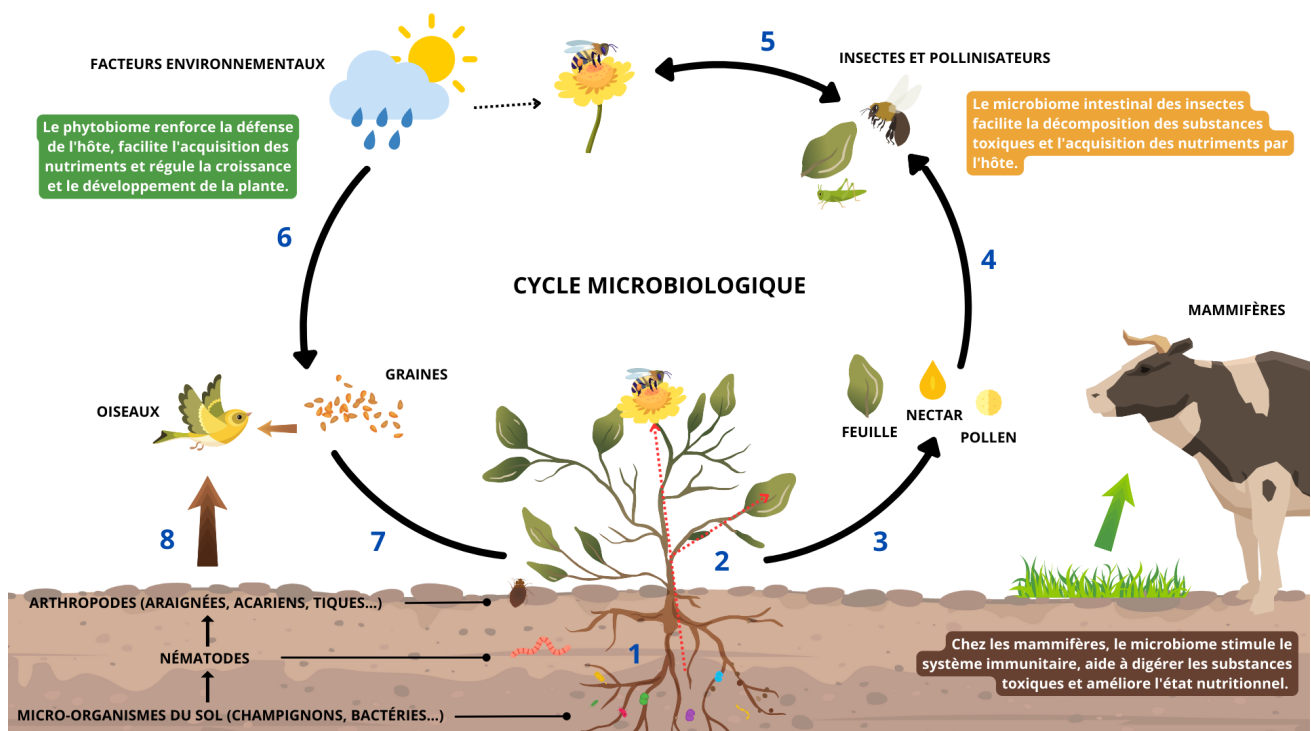 FACTEURS ENVIRONNEMENTAUX
Le phytobiome renforce la défense
de l'hôte, facilite l'acquisition des
nutriments et régule la croissance
et le développement de la plante.
5
INSECTES ET POLLINISATEURS
Le microbiome intestinal des insectes
facilite la décomposition des substances
toxiques et l'acquisition des nutriments par
l'hôte.
6
4
CYCLE MICROBIOLOGIQUE
MAMMIFÈRES
GRAINES
OISEAUX
FEUILLE
NECTAR
POLLEN
8
7
2
3
ARTHROPODES (ARAIGNÉES, ACARIENS, TIQUES...)
NÉMATODES
MICRO-ORGANISMES DU SOL (CHAMPIGNONS, BACTÉRIES...)
1
Chez les mammifères, le microbiome stimule le
système immunitaire, aide à digérer les substances
toxiques et améliore l'état nutritionnel.